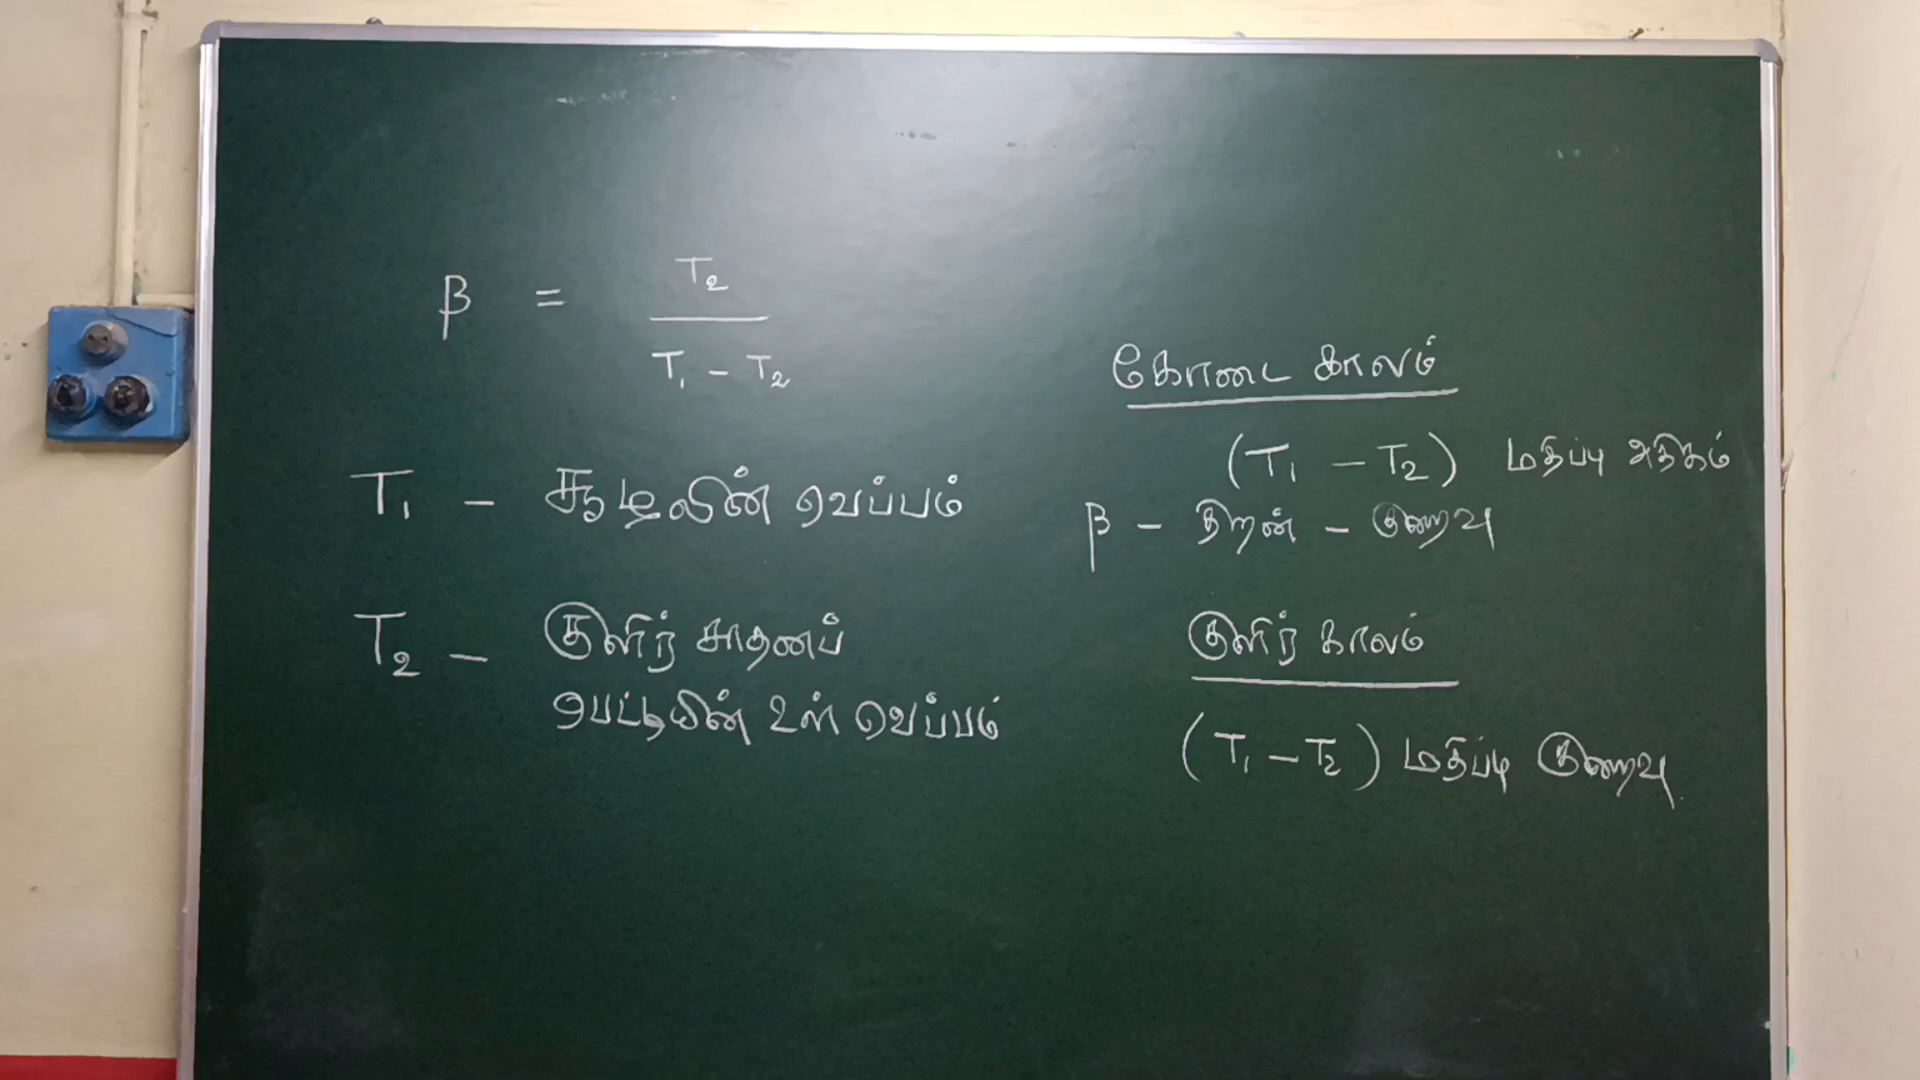 β = T₂ / T₁ - T₂
T₁ - சூழலின் வெப்பம்
T₂ - குளிர் சாதனப்
பெட்டியின் உள் வெப்பம்
கோடை காலம்
(T₁ - T₂) மதிப்பு அதிகம்
β - திறன் - குறைவு
குளிர் காலம்
(T₁ - T₂) மதிப்பு குறைவு